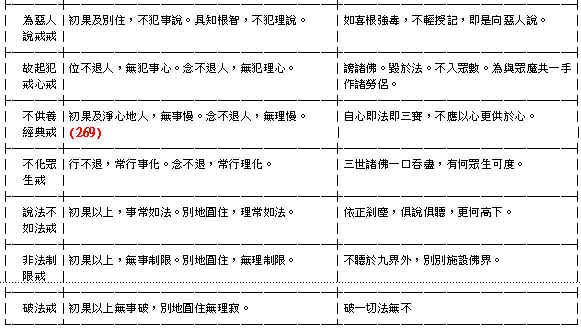 為惡人 初果及別住，不犯事說。具知根智，不犯理說。 如喜根強毒，不輕授記，即是向惡人說。
說戒戒
故起犯 位不退人，無犯事心。念不退人，無犯理心。 謗諸佛。毀於法。不入眾數。為與眾魔共一手
戒心戒 作諸勞侶。
不供養 初果及淨心地人，無事慢。念不退人，無理慢。 自心即法即三寶，不應以心更供於心。
經典戒 (269)
不化眾 行不退，常行事化。念不退，常行理化。 三世諸佛一口吞盡，有何眾生可度。
生戒
說法不 初果以上，事常如法。別地圓住，理常如法。 依正剎塵，俱說俱聽，更何高下。
如法戒
非法制 初果以上，無事制限。別地圓住，無理制限。 不聽於九界外，別別施設佛界。
限戒
破法戒 初果以上無事破，別地圓住無理寂。 破一切法無不